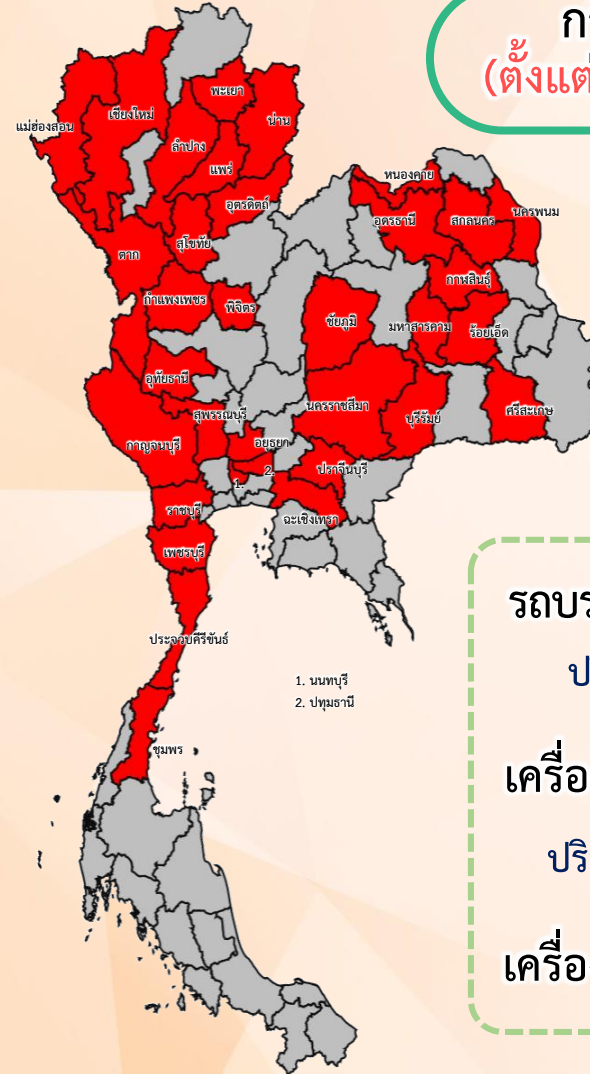 ก
(ตั้งแต่
พะเยา
เชียงใหม่
แม่ฮ่องสอน
น่าน
ลำปาง
แพร่
หนองคาย
อุตรดิตถ์
นครพนม
อุดรธานี
สกลนคร
สุโขทัย
ตาก
กาฬสินธุ์
กำแพงเพชร
พิจิตร
ชัยภูมิ
มหาสารคาม
ร้อยเอ็ด
อุทัยธานี
นครราชสีมา
ศรีสะเกษ
สุพรรณบุรี
บุรีรัมย์
กาญจนบุรี
อยุธยา
ปราจีนบุรี
2.
1.
ราชบุรี
ฉะเชิงเทรา
เพชรบุรี
รถบร
ประจวบคีรีขันธ์
ป
1. นนทบุรี
2. ปทุมธานี
ชุมพร
เครื่อ
ปริ
เครื่อ